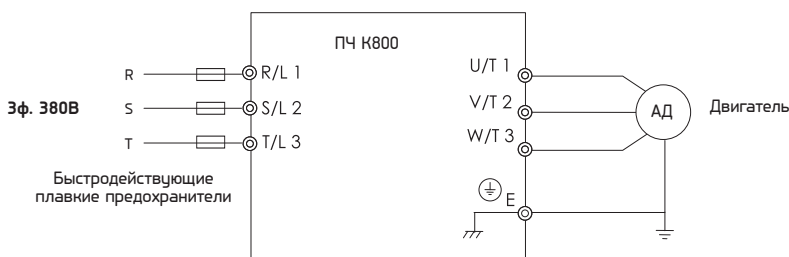 ПЧ К800
R
R/L 1
U/T 1
3ф. 380В
S
S/L 2
V/T 2
АД
Двигатель
T
T/L 3
W/T 3
Быстродействующие
плавкие предохранители
E